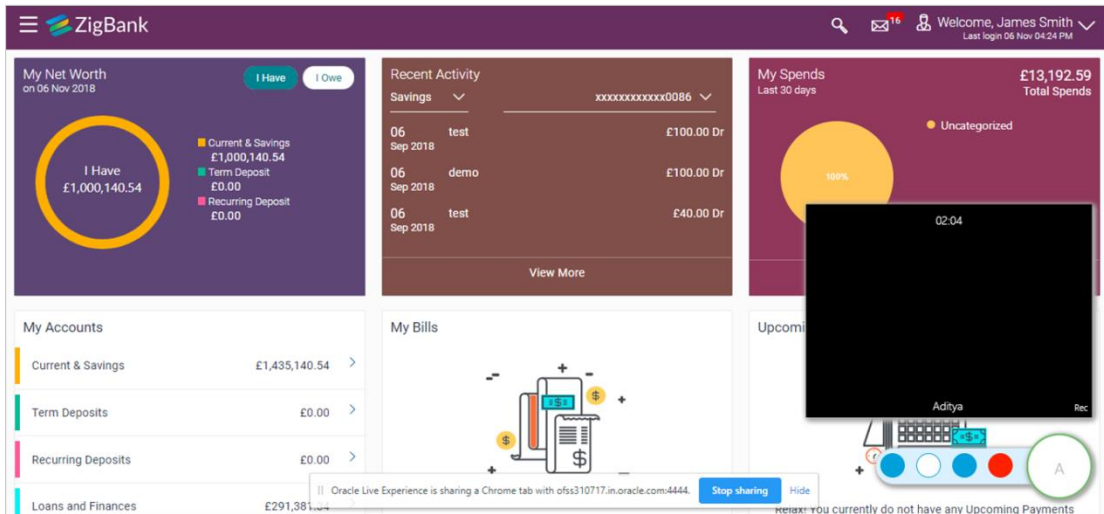 ZigBank
16
Welcome, James Smith
Last login 06 Nov 04:24 PM
My Net Worth
on 06 Nov 2018
I Have
I Owe
I Have
£1,000,140.54
Current & Savings
£1,000,140.54
Term Deposit
£0.00
Recurring Deposit
£0.00
Recent Activity
Savings
xxxxxxxxxxxx0086
06 test £100.00 Dr
Sep 2018
06 demo £100.00 Dr
Sep 2018
06 test £40.00 Dr
Sep 2018
View More
My Spends
Last 30 days
£13,192.59
Total Spends
Uncategorized
100%
02:04
Aditya
Rec
My Accounts
Current & Savings £1,435,140.54
Term Deposits £0.00
Recurring Deposits £0.00
Loans and Finances
My Bills
$
$
$
$
Upcomi
$
A
Oracle Live Experience is sharing a Chrome tab with ofss310717.in.oracle.com:4444.
Stop sharing
Hide
Relax! You currently do not have any Upcoming Payments